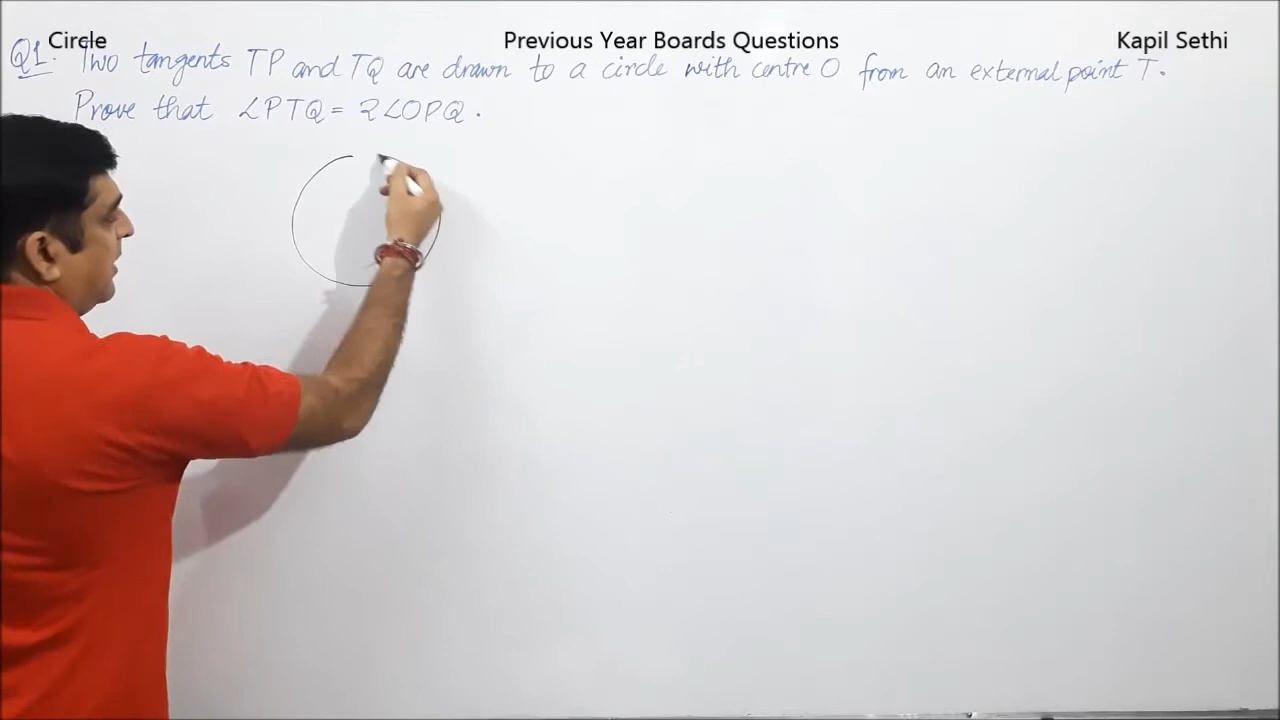 Circle Previous Year Boards Questions Kapil Sethi
Q1. Two tangents TP and TQ are drawn to a circle with centre O from an external point T.
Prove that ∠PTQ = 2∠OPQ.